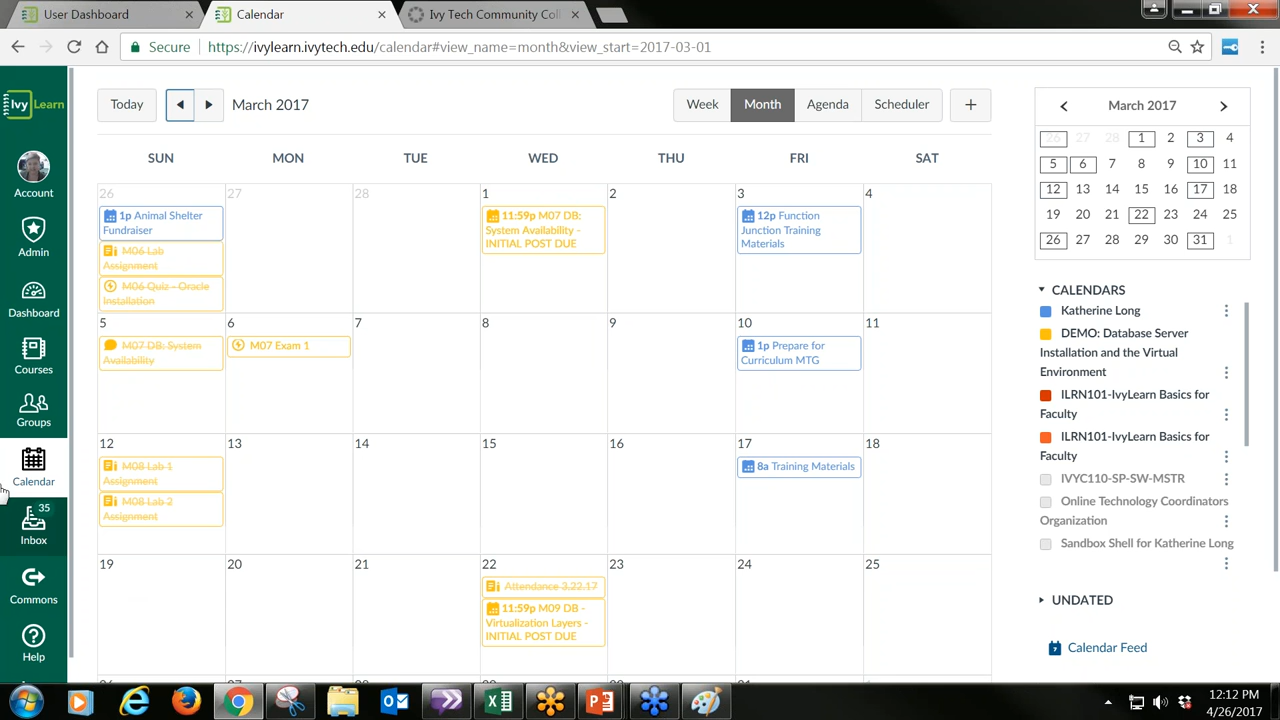 User Dashboard
Calendar
Ivy Tech Community Coll
Secure
https://ivylearn.ivytech.edu/calendar#view_name=month&view_start=2017-03-01
IvyLearn
Account
Admin
Dashboard
Courses
Groups
Calendar
35
Inbox
Commons
Help
Today
March 2017
Week
Month
Agenda
Scheduler
+
SUN MON TUE WED THU FRI SAT
26 27 28 1 2 3 4
1p Animal Shelter
Fundraiser
M06 Lab
Assignment
M06 Quiz - Oracle
Installation
11:59p M07 DB:
System Availability -
INITIAL POST DUE
12p Function
Junction Training
Materials
5 6 7 8 9 10 11
M07 DB: System
Availability
M07 Exam 1
1p Prepare for
Curriculum MTG
12 13 14 15 16 17 18
M08 Lab 1
Assignment
M08 Lab 2
Assignment
8a Training Materials
19 20 21 22 23 24 25
Attendance 3.22.17
11:59p M09 DB -
Virtualization Layers -
INITIAL POST DUE
March 2017
26 27 28 1 2 3 4
5 6 7 8 9 10 11
12 13 14 15 16 17 18
19 20 21 22 23 24 25
26 27 28 29 30 31 1
CALENDARS
Katherine Long
DEMO: Database Server
Installation and the Virtual
Environment
ILRN101-IvyLearn Basics for
Faculty
ILRN101-IvyLearn Basics for
Faculty
IVYC110-SP-SW-MSTR
Online Technology Coordinators
Organization
Sandbox Shell for Katherine Long
UNDATED
Calendar Feed
12:12 PM
4/26/2017